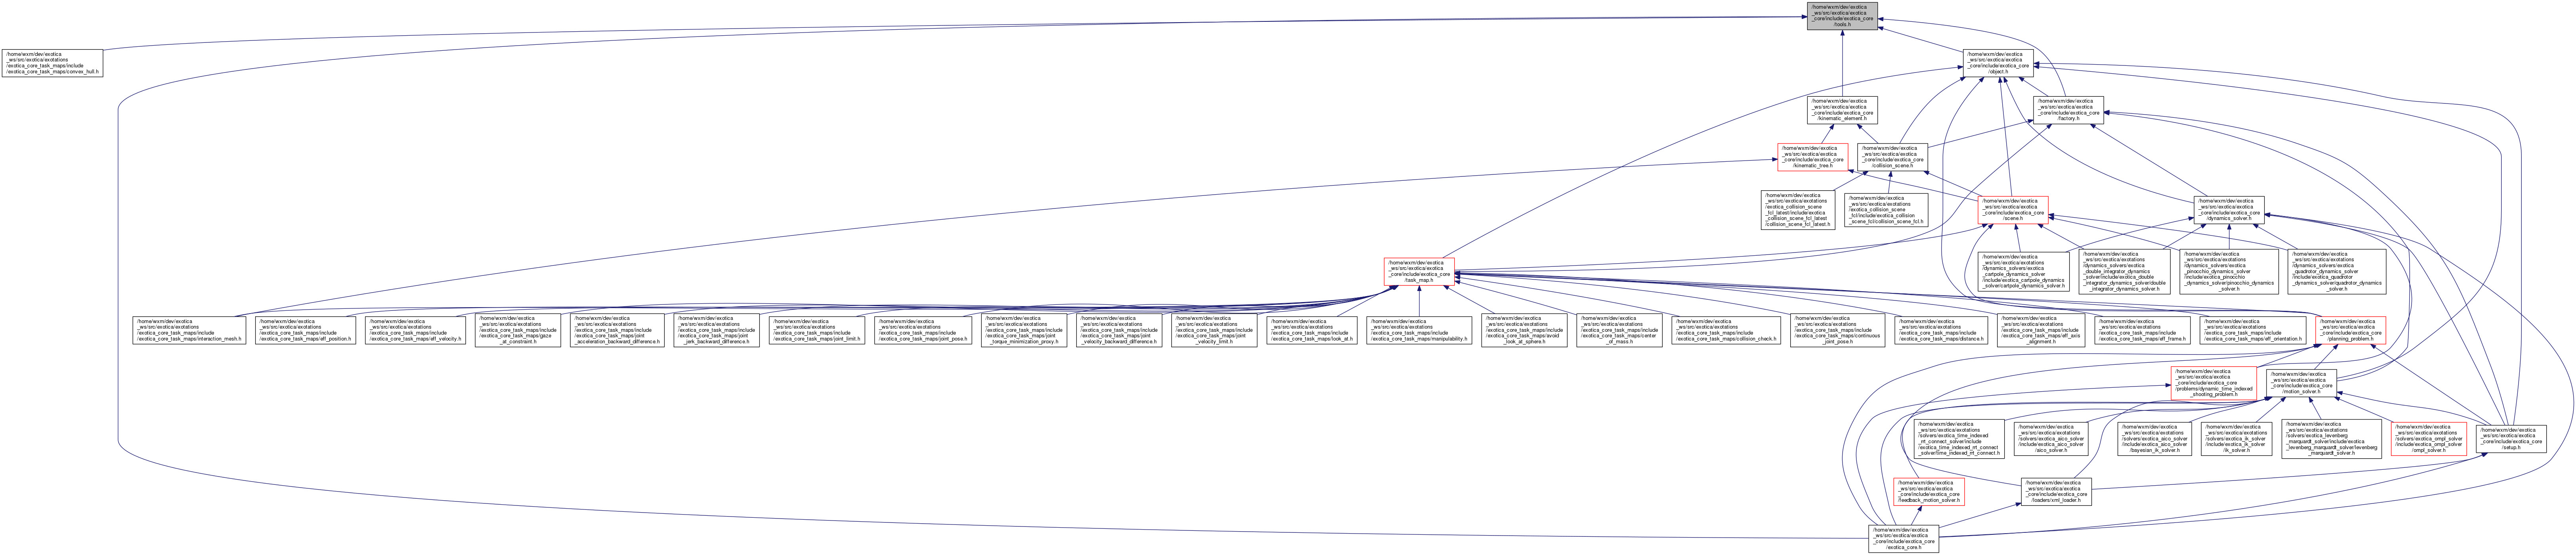 /home/wxm/dev/exotica
_ws/src/exotica/exotica
_core/include/exotica_core
/tools.h
/home/wxm/dev/exotica
_ws/src/exotica/exotations
/exotica_core_task_maps/include
/exotica_core_task_maps/convex_hull.h
/home/wxm/dev/exotica
_ws/src/exotica/exotica
_core/include/exotica_core
/object.h
/home/wxm/dev/exotica
_ws/src/exotica/exotica
_core/include/exotica_core
/kinematic_element.h
/home/wxm/dev/exotica
_ws/src/exotica/exotica
_core/include/exotica_core
/factory.h
/home/wxm/dev/exotica
_ws/src/exotica/exotica
_core/include/exotica_core
/kinematic_tree.h
/home/wxm/dev/exotica
_ws/src/exotica/exotica
_core/include/exotica_core
/collision_scene.h
/home/wxm/dev/exotica
_ws/src/exotica/exotations
/exotica_collision_scene
_fcl_latest/include/exotica
_collision_scene_fcl_latest
/collision_scene_fcl_latest.h
/home/wxm/dev/exotica
_ws/src/exotica/exotations
/exotica_collision_scene
_fcl/include/exotica_collision
_scene_fcl/collision_scene_fcl.h
/home/wxm/dev/exotica
_ws/src/exotica/exotica
_core/include/exotica_core
/scene.h
/home/wxm/dev/exotica
_ws/src/exotica/exotica
_core/include/exotica_core
/dynamics_solver.h
/home/wxm/dev/exotica
_ws/src/exotica/exotica
_core/include/exotica_core
/task_map.h
/home/wxm/dev/exotica
_ws/src/exotica/exotations
/dynamics_solvers/exotica
_cartpole_dynamics_solver
/include/exotica_cartpole_dynamics
_solver/cartpole_dynamics_solver.h
/home/wxm/dev/exotica
_ws/src/exotica/exotations
/dynamics_solvers/exotica
_double_integrator_dynamics
_solver/include/exotica_double
_integrator_dynamics_solver/double
_integrator_dynamics_solver.h
/home/wxm/dev/exotica
_ws/src/exotica/exotations
/dynamics_solvers/exotica
_pinocchio_dynamics_solver
/include/exotica_pinocchio
_dynamics_solver/pinocchio_dynamics
_solver.h
/home/wxm/dev/exotica
_ws/src/exotica/exotations
/dynamics_solvers/exotica
_quadrotor_dynamics_solver
/include/exotica_quadrotor
_dynamics_solver/quadrotor_dynamics
_solver.h
/home/wxm/dev/exotica
_ws/src/exotica/exotations
/exotica_core_task_maps/include
/exotica_core_task_maps/interaction_mesh.h
/home/wxm/dev/exotica
_ws/src/exotica/exotations
/exotica_core_task_maps/include
/exotica_core_task_maps/eff_position.h
/home/wxm/dev/exotica
_ws/src/exotica/exotations
/exotica_core_task_maps/include
/exotica_core_task_maps/eff_velocity.h
/home/wxm/dev/exotica
_ws/src/exotica/exotations
/exotica_core_task_maps/include
/exotica_core_task_maps/gaze
_at_constraint.h
/home/wxm/dev/exotica
_ws/src/exotica/exotations
/exotica_core_task_maps/include
/exotica_core_task_maps/joint
_acceleration_backward_difference.h
/home/wxm/dev/exotica
_ws/src/exotica/exotations
/exotica_core_task_maps/include
/exotica_core_task_maps/joint
_jerk_backward_difference.h
/home/wxm/dev/exotica
_ws/src/exotica/exotations
/exotica_core_task_maps/include
/exotica_core_task_maps/joint_limit.h
/home/wxm/dev/exotica
_ws/src/exotica/exotations
/exotica_core_task_maps/include
/exotica_core_task_maps/joint_pose.h
/home/wxm/dev/exotica
_ws/src/exotica/exotations
/exotica_core_task_maps/include
/exotica_core_task_maps/joint
_torque_minimization_proxy.h
/home/wxm/dev/exotica
_ws/src/exotica/exotations
/exotica_core_task_maps/include
/exotica_core_task_maps/joint
_velocity_backward_difference.h
/home/wxm/dev/exotica
_ws/src/exotica/exotations
/exotica_core_task_maps/include
/exotica_core_task_maps/joint
_velocity_limit.h
/home/wxm/dev/exotica
_ws/src/exotica/exotations
/exotica_core_task_maps/include
/exotica_core_task_maps/look_at.h
/home/wxm/dev/exotica
_ws/src/exotica/exotations
/exotica_core_task_maps/include
/exotica_core_task_maps/manipulability.h
/home/wxm/dev/exotica
_ws/src/exotica/exotations
/exotica_core_task_maps/include
/exotica_core_task_maps/avoid
_look_at_sphere.h
/home/wxm/dev/exotica
_ws/src/exotica/exotations
/exotica_core_task_maps/include
/exotica_core_task_maps/center
_of_mass.h
/home/wxm/dev/exotica
_ws/src/exotica/exotations
/exotica_core_task_maps/include
/exotica_core_task_maps/collision_check.h
/home/wxm/dev/exotica
_ws/src/exotica/exotations
/exotica_core_task_maps/include
/exotica_core_task_maps/continuous
_joint_pose.h
/home/wxm/dev/exotica
_ws/src/exotica/exotations
/exotica_core_task_maps/include
/exotica_core_task_maps/distance.h
/home/wxm/dev/exotica
_ws/src/exotica/exotations
/exotica_core_task_maps/include
/exotica_core_task_maps/eff_axis
_alignment.h
/home/wxm/dev/exotica
_ws/src/exotica/exotations
/exotica_core_task_maps/include
/exotica_core_task_maps/eff_frame.h
/home/wxm/dev/exotica
_ws/src/exotica/exotations
/exotica_core_task_maps/include
/exotica_core_task_maps/eff_orientation.h
/home/wxm/dev/exotica
_ws/src/exotica/exotica
_core/include/exotica_core
/planning_problem.h
/home/wxm/dev/exotica
_ws/src/exotica/exotica
_core/include/exotica_core
/problems/dynamic_time_indexed
_shooting_problem.h
/home/wxm/dev/exotica
_ws/src/exotica/exotica
_core/include/exotica_core
/motion_solver.h
/home/wxm/dev/exotica
_ws/src/exotica/exotations
/solvers/exotica_time_indexed
_rrt_connect_solver/include
/exotica_time_indexed_rrt_connect
_solver/time_indexed_rrt_connect.h
/home/wxm/dev/exotica
_ws/src/exotica/exotations
/solvers/exotica_aico_solver
/include/exotica_aico_solver
/aico_solver.h
/home/wxm/dev/exotica
_ws/src/exotica/exotations
/solvers/exotica_aico_solver
/include/exotica_aico_solver
/bayesian_ik_solver.h
/home/wxm/dev/exotica
_ws/src/exotica/exotations
/solvers/exotica_ik_solver
/include/exotica_ik_solver
/ik_solver.h
/home/wxm/dev/exotica
_ws/src/exotica/exotations
/solvers/exotica_levenberg
_marquardt_solver/include/exotica
_levenberg_marquardt_solver/levenberg
_marquardt_solver.h
/home/wxm/dev/exotica
_ws/src/exotica/exotations
/solvers/exotica_ompl_solver
/include/exotica_ompl_solver
/ompl_solver.h
/home/wxm/dev/exotica
_ws/src/exotica/exotica
_core/include/exotica_core
/setup.h
/home/wxm/dev/exotica
_ws/src/exotica/exotica
_core/include/exotica_core
/feedback_motion_solver.h
/home/wxm/dev/exotica
_ws/src/exotica/exotica
_core/include/exotica_core
/loaders/xml_loader.h
/home/wxm/dev/exotica
_ws/src/exotica/exotica
_core/include/exotica_core
/exotica_core.h